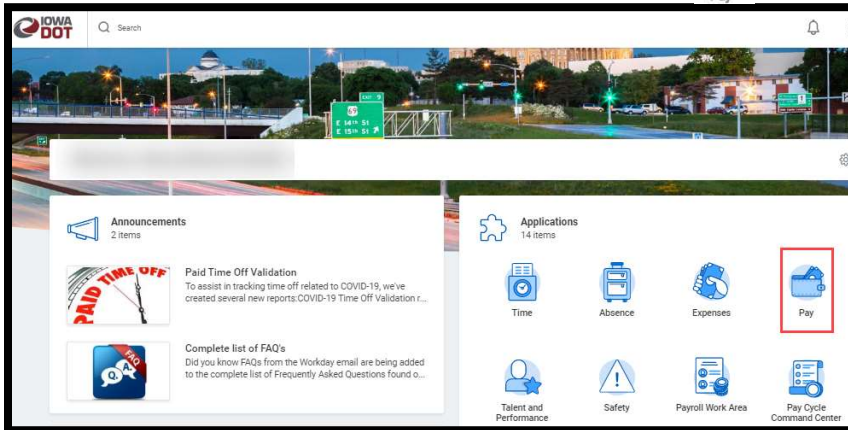 IOWA
DOT
Search
EXIT 9
69
E 14TH St
E 15TH St
Announcements
2 items
PAID TIME OFF
Paid Time Off Validation
To assist in tracking time off related to COVID-19, we've
created several new reports:COVID-19 Time Off Validation r...
FAQ
Q. A.
Complete list of FAQ's
Did you know FAQs from the Workday email are being added
to the complete list of Frequently Asked Questions found o...
Applications
14 items
Time
Absence
Expenses
Pay
Talent and
Performance
Safety
Payroll Work Area
Pay Cycle
Command Center